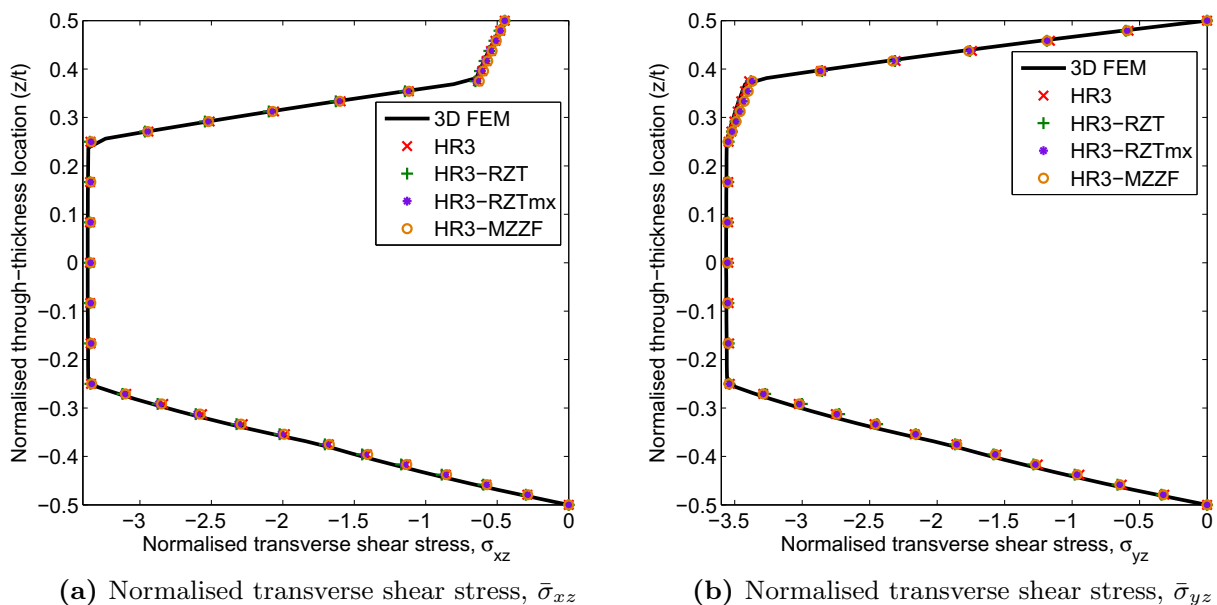 0.5
0.4
0.3
0.2
0.1
0
−0.1
−0.2
−0.3
−0.4
−0.5
Normalised through−thickness location (z/t)
3D FEM
HR3
HR3−RZT
HR3−RZTmx
HR3−MZZF
−3 −2.5 −2 −1.5 −1 −0.5 0
Normalised transverse shear stress, σxz
(a) Normalised transverse shear stress, σ̄xz
0.5
0.4
0.3
0.2
0.1
0
−0.1
−0.2
−0.3
−0.4
−0.5
Normalised through−thickness location (z/t)
3D FEM
HR3
HR3−RZT
HR3−RZTmx
HR3−MZZF
−3.5 −3 −2.5 −2 −1.5 −1 −0.5 0
Normalised transverse shear stress, σyz
(b) Normalised transverse shear stress, σ̄yz